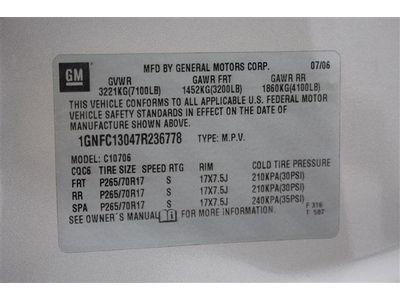 GM
MFD BY GENERAL MOTORS CORP. 07/06
GVWR GAWR FRT GAWR RR
3221KG(7100LB) 1452KG(3200LB) 1860KG(4100LB)
THIS VEHICLE CONFORMS TO ALL APPLICABLE U.S. FEDERAL MOTOR
VEHICLE SAFETY STANDARDS IN EFFECT ON THE DATE OF
MANUFACTURE SHOWN ABOVE.
1GNFC13047R236778 TYPE: M.P.V.
MODEL: C10706
CQC6 TIRE SIZE SPEED RTG RIM COLD TIRE PRESSURE
FRT P265/70R17 S 17X7.5J 210KPA(30PSI)
RR P265/70R17 S 17X7.5J 210KPA(30PSI)
SPA P265/70R17 S 17X7.5J 240KPA(35PSI)
SEE OWNER'S MANUAL FOR MORE INFORMATION. F 316
T 587